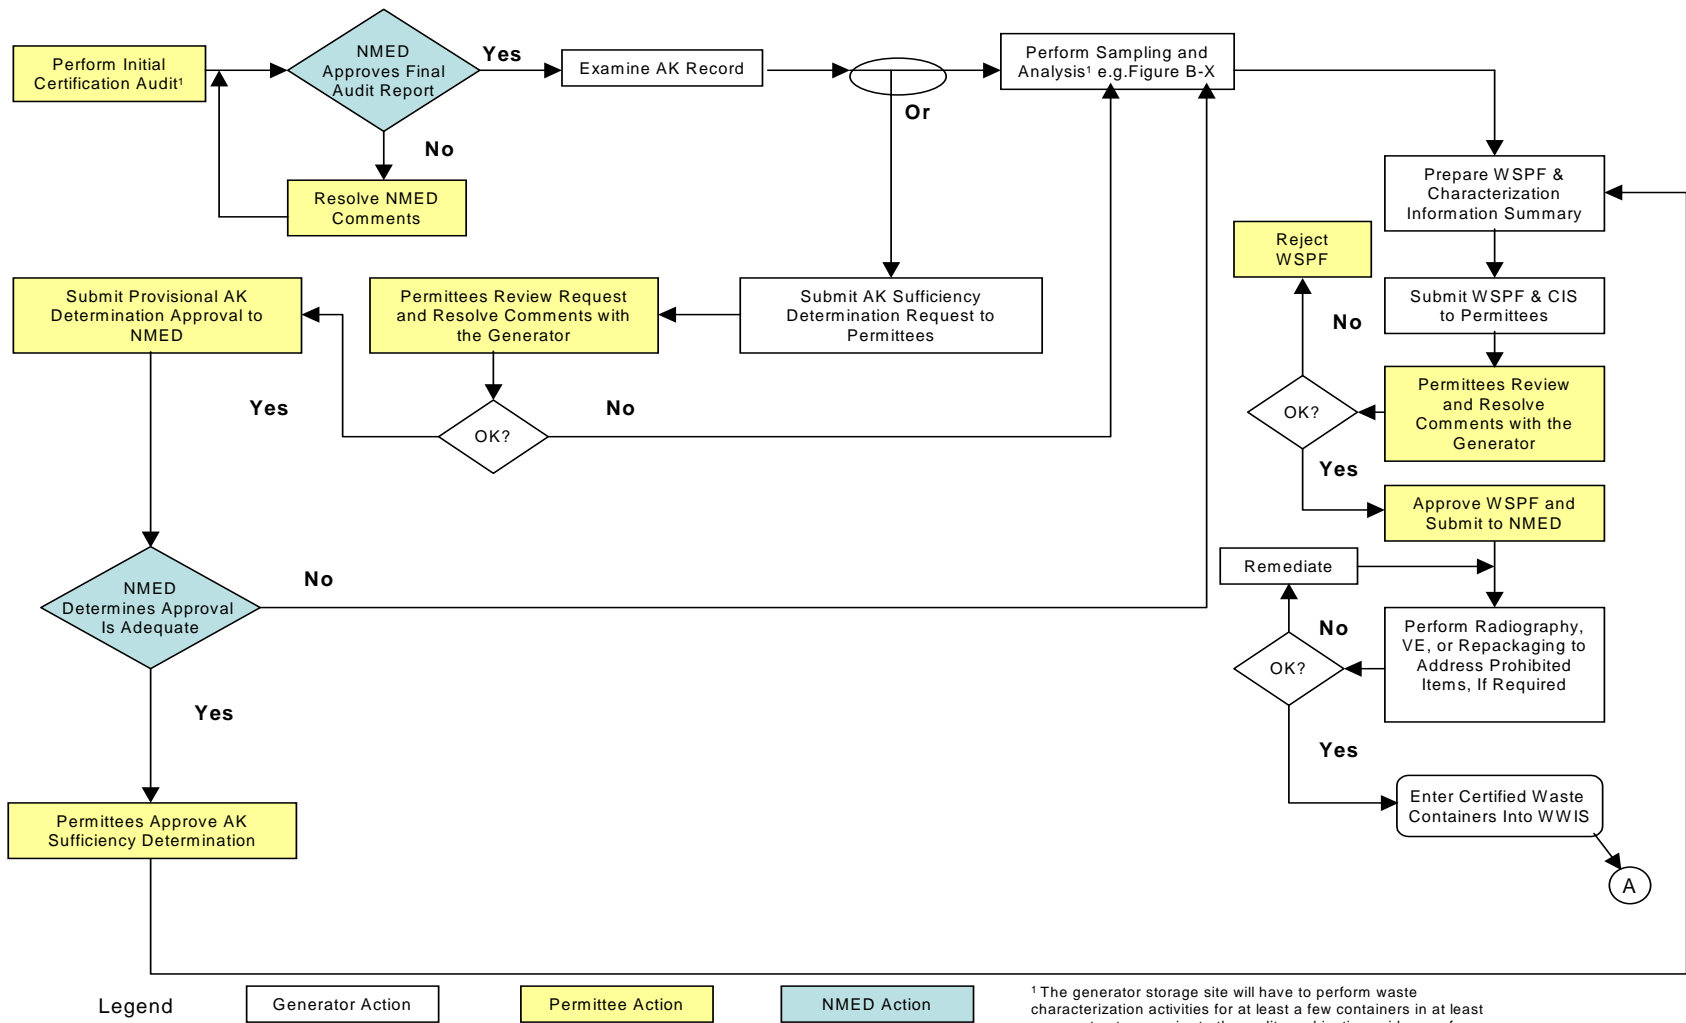 Perform Initial
Certification Audit¹
NMED
Approves Final
Audit Report
Yes
Examine AK Record
Or
Perform Sampling and
Analysis¹ e.g.Figure B-X
No
Resolve NMED
Comments
Prepare WSPF &
Characterization
Information Summary
Reject
WSPF
Submit Provisional AK
Determination Approval to
NMED
Permittees Review Request
and Resolve Comments with
the Generator
Submit AK Sufficiency
Determination Request to
Permittees
Submit WSPF & CIS
to Permittees
No
Yes
OK?
No
OK?
Permittees Review
and Resolve
Comments with the
Generator
Yes
Approve WSPF and
Submit to NMED
NMED
Determines Approval
Is Adequate
No
Remediate
No
OK?
Perform Radiography,
VE, or Repackaging to
Address Prohibited
Items, If Required
Yes
Yes
Enter Certified Waste
Containers Into WWIS
Permittees Approve AK
Sufficiency Determination
A
Legend
Generator Action
Permittee Action
NMED Action
¹ The generator storage site will have to perform waste
characterization activities for at least a few containers in at least